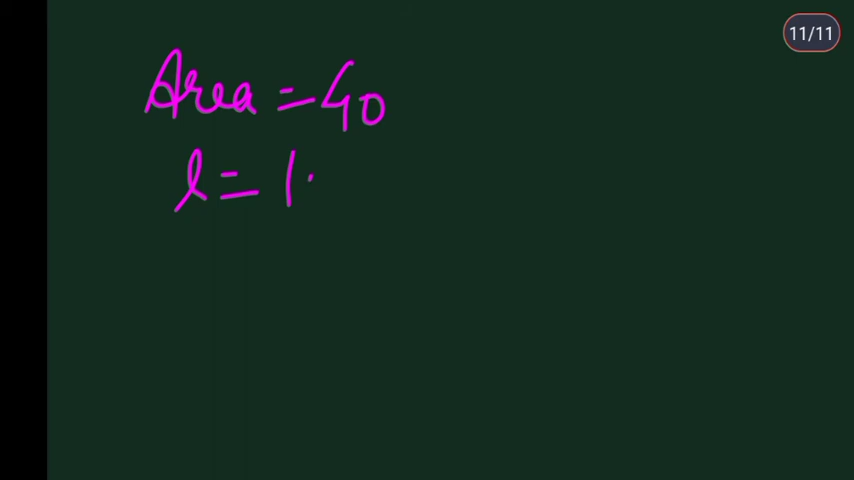 11/11
Area = 40
l = 1.